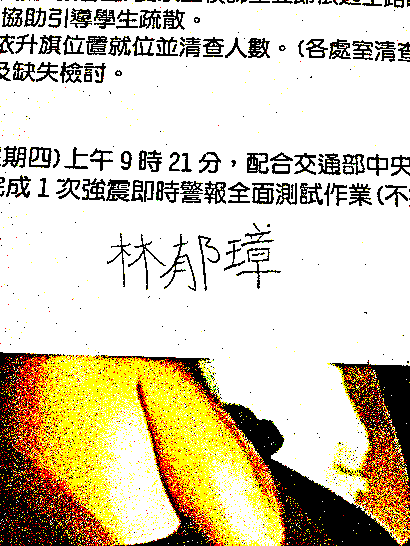 協助引導學生疏散。
依升旗位置就位並清查人數。(各處室清查
及缺失檢討。
期四)上午9時21分,配合交通部中央
完成1次強震即時警報全面測試作業(不
林郁璋